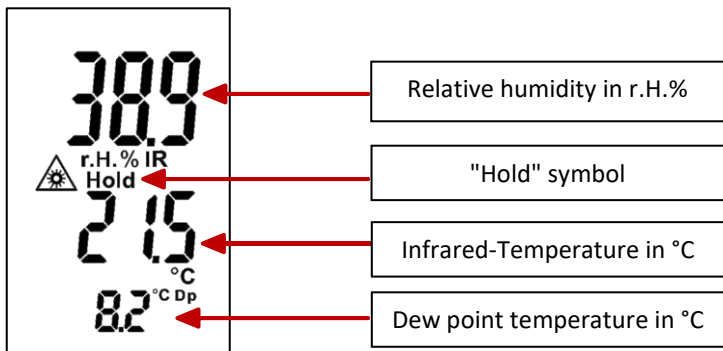 38.9
Relative humidity in r.H.%
r.H.% IR
Hold
"Hold" symbol
21.5
°C
Infrared-Temperature in °C
8.2 °C Dp
Dew point temperature in °C